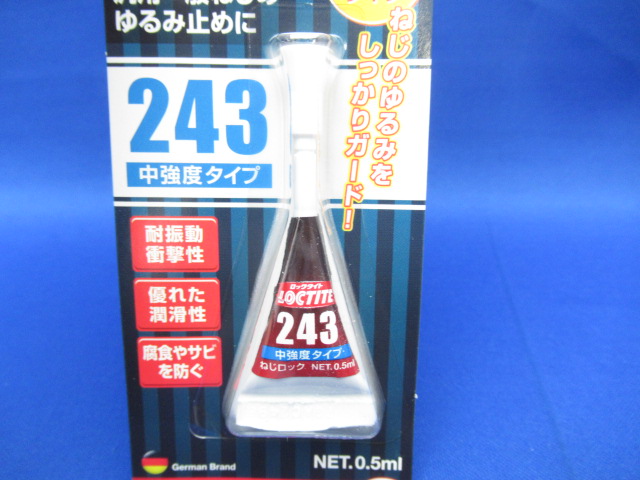 ゆるみ止めに
ねじのゆるみを
しっかりガード!
243
中強度タイプ
耐振動
衝撃性
優れた
潤滑性
腐食やサビ
を防ぐ
ロックタイト
LOCTITE
243
中強度タイプ
ねじロック NET.0.5ml
German Brand
NET.0.5ml